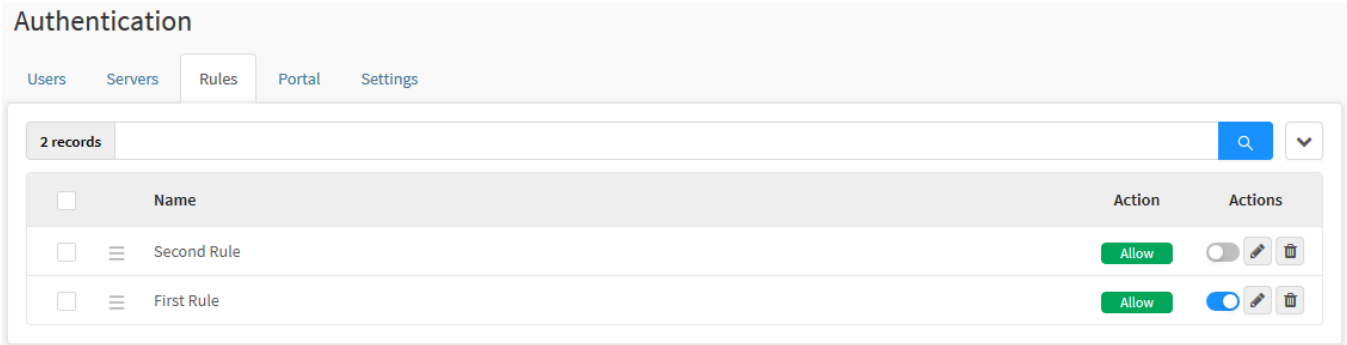 Authentication
Users Servers Rules Portal Settings
2 records
Name Action Actions
Second Rule Allow
First Rule Allow